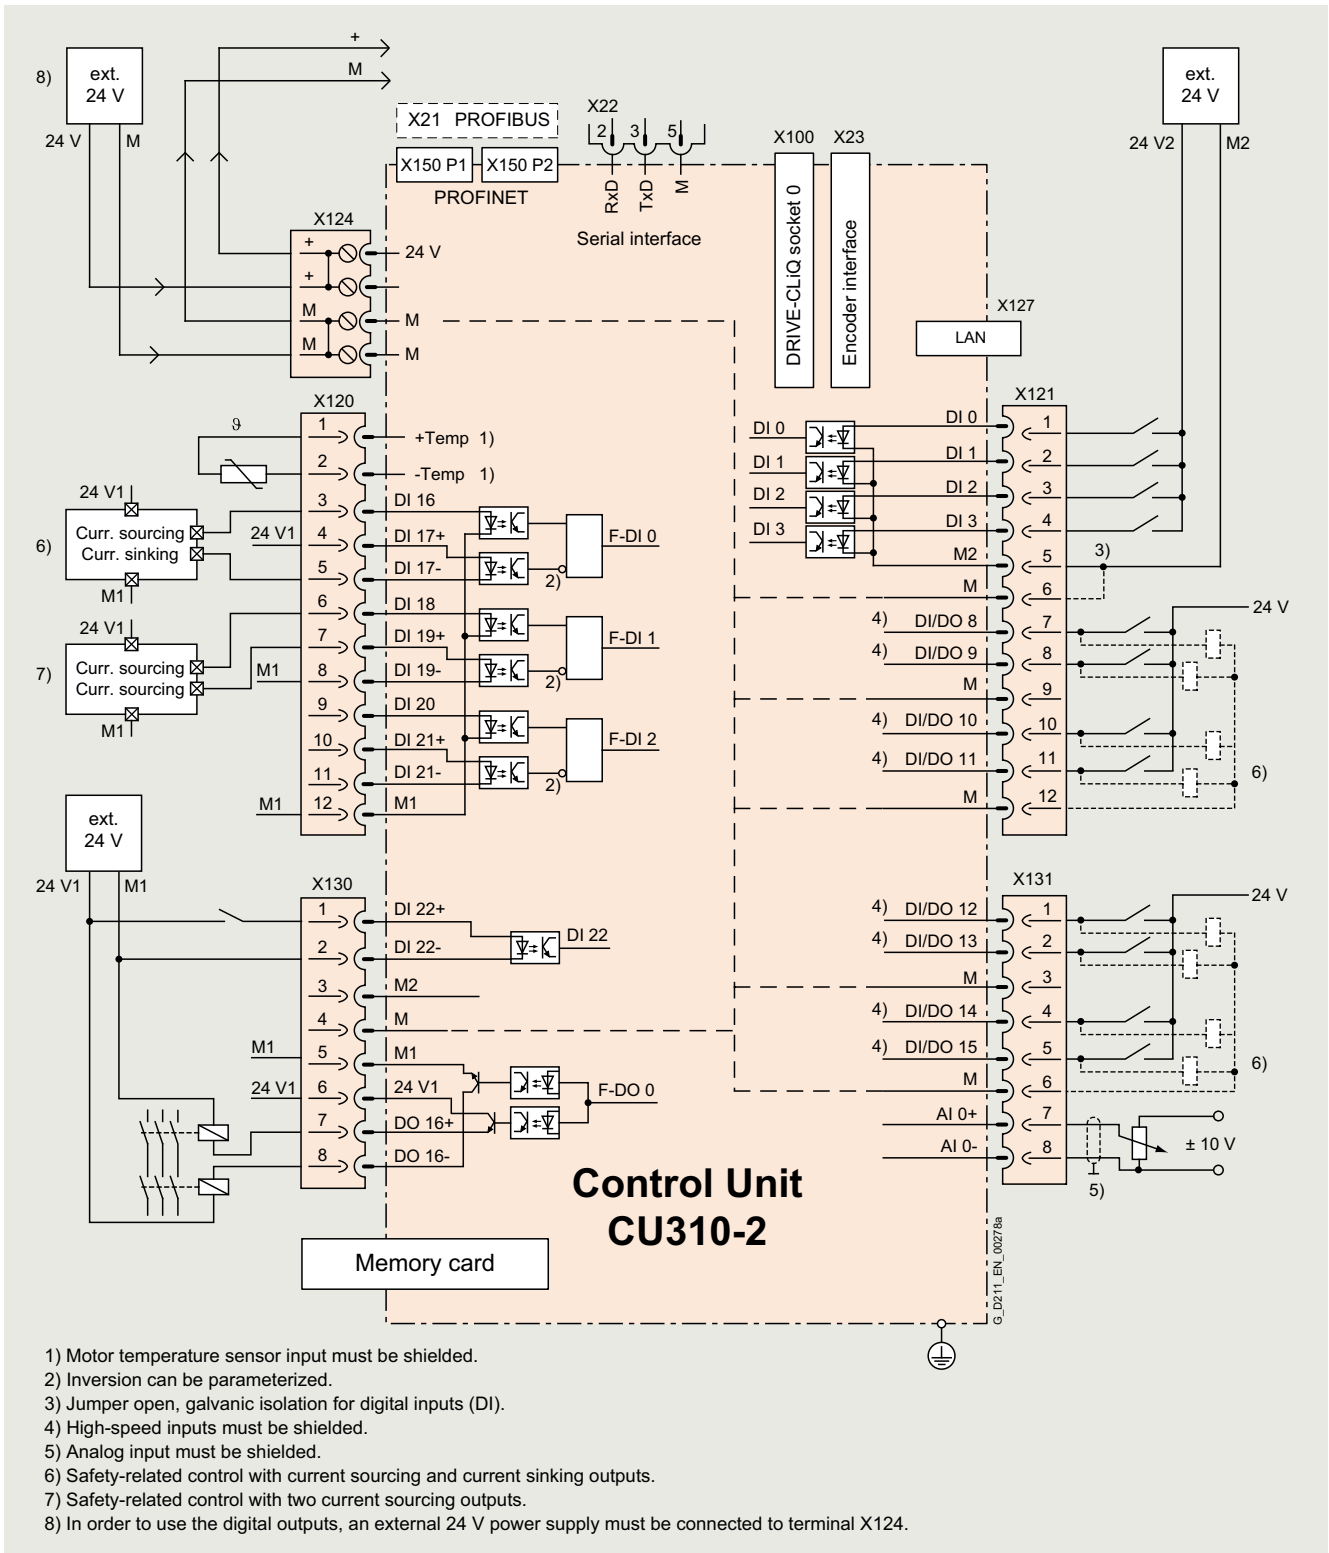 +
M
8)
ext.
24 V
24 V
M
X21 PROFIBUS
X150 P1
X150 P2
PROFINET
X22
2
3
5
RxD
TxD
M
Serial interface
X100
X23
DRIVE-CLiQ socket 0
Encoder interface
ext.
24 V
24 V2
M2
X124
+
24 V
+
M
M
M
M
X127
LAN
X120
ϑ
1
+Temp 1)
2
-Temp 1)
24 V1
3
DI 16
6)
Curr. sourcing
Curr. sinking
M1
24 V1
4
DI 17+
5
DI 17-
2)
F-DI 0
6
DI 18
24 V1
7
DI 19+
7)
Curr. sourcing
Curr. sourcing
M1
M1
8
DI 19-
2)
F-DI 1
9
DI 20
10
DI 21+
11
DI 21-
2)
F-DI 2
M1
12
M1
X121
DI 0
DI 0
1
DI 1
DI 1
2
DI 2
DI 2
3
DI 3
DI 3
4
M2
5
3)
M
6
24 V
4)
DI/DO 8
7
4)
DI/DO 9
8
M
9
4)
DI/DO 10
10
4)
DI/DO 11
11
6)
M
12
ext.
24 V
24 V1
M1
X130
1
DI 22+
2
DI 22-
DI 22
3
M2
4
M
M1
5
M1
24 V1
6
24 V1
F-DO 0
7
DO 16+
8
DO 16-
X131
24 V
4)
DI/DO 12
1
4)
DI/DO 13
2
M
3
4)
DI/DO 14
4
4)
DI/DO 15
5
6)
M
6
AI 0+
7
± 10 V
AI 0-
8
5)
Control Unit
CU310-2
Memory card
G_D211_EN_00278a
1) Motor temperature sensor input must be shielded.
2) Inversion can be parameterized.
3) Jumper open, galvanic isolation for digital inputs (DI).
4) High-speed inputs must be shielded.
5) Analog input must be shielded.
6) Safety-related control with current sourcing and current sinking outputs.
7) Safety-related control with two current sourcing outputs.
8) In order to use the digital outputs, an external 24 V power supply must be connected to terminal X124.